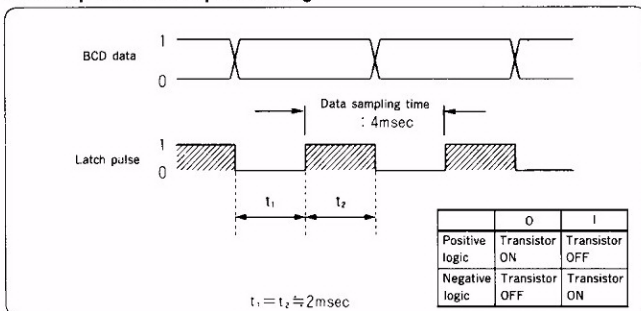 1
BCD data
0
Data sampling time
: 4msec
1
Latch pulse
0
t₁
t₂
0 1
Positive logic Transistor ON Transistor OFF
Negative logic Transistor OFF Transistor ON
t₁=t₂≒2msec